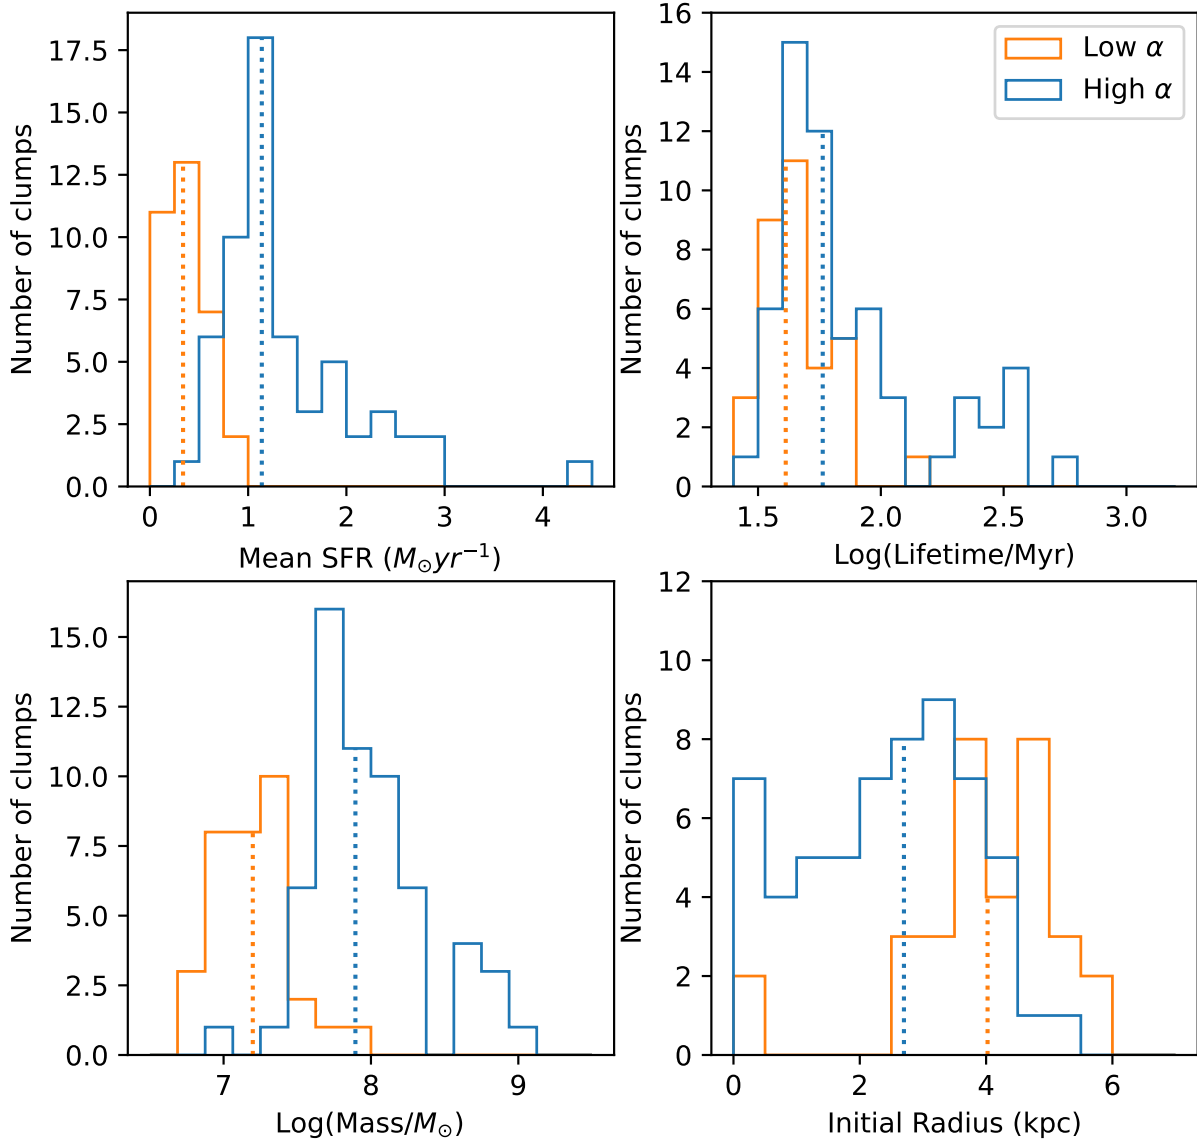 17.5
15.0
12.5
10.0
7.5
5.0
2.5
0.0
Number of clumps
0 1 2 3 4
Mean SFR (M⊙yr⁻¹)
16
14
12
10
8
6
4
2
0
Number of clumps
Low α
High α
1.5 2.0 2.5 3.0
Log(Lifetime/Myr)
15.0
12.5
10.0
7.5
5.0
2.5
0.0
Number of clumps
7 8 9
Log(Mass/M⊙)
12
10
8
6
4
2
0
Number of clumps
0 2 4 6
Initial Radius (kpc)